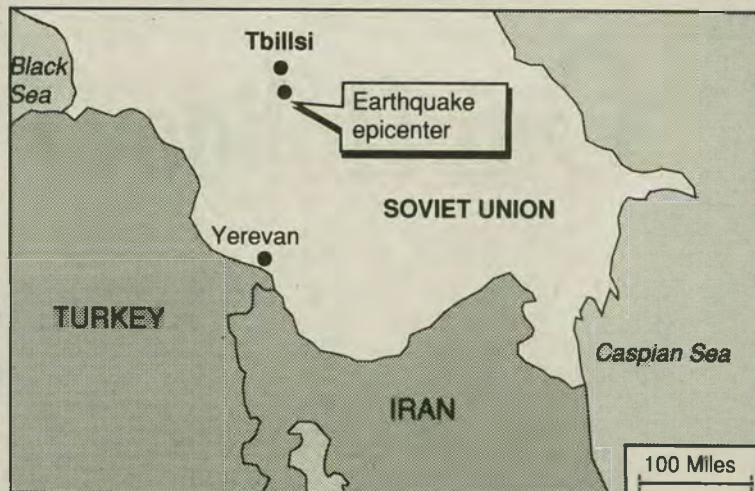 Tbillsi
Black
Sea
Earthquake
epicenter
SOVIET UNION
Yerevan
TURKEY
Caspian Sea
IRAN
100 Miles